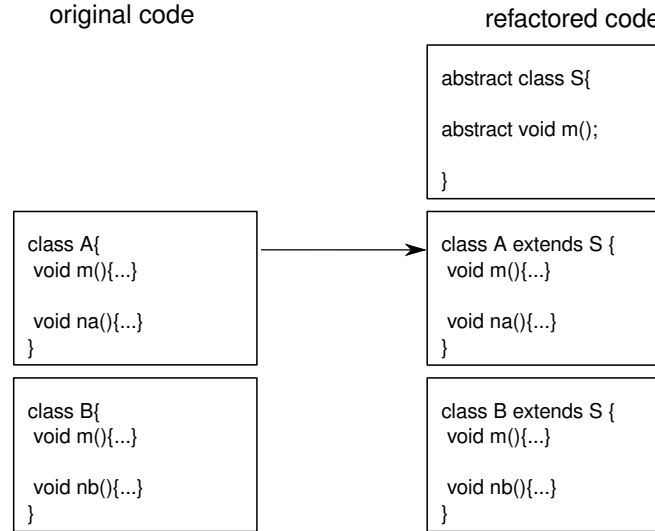 original code
refactored code
abstract class S{
abstract void m();
}
class A{
void m(){...}
void na(){...}
}
class A extends S {
void m(){...}
void na(){...}
}
class B{
void m(){...}
void nb(){...}
}
class B extends S {
void m(){...}
void nb(){...}
}